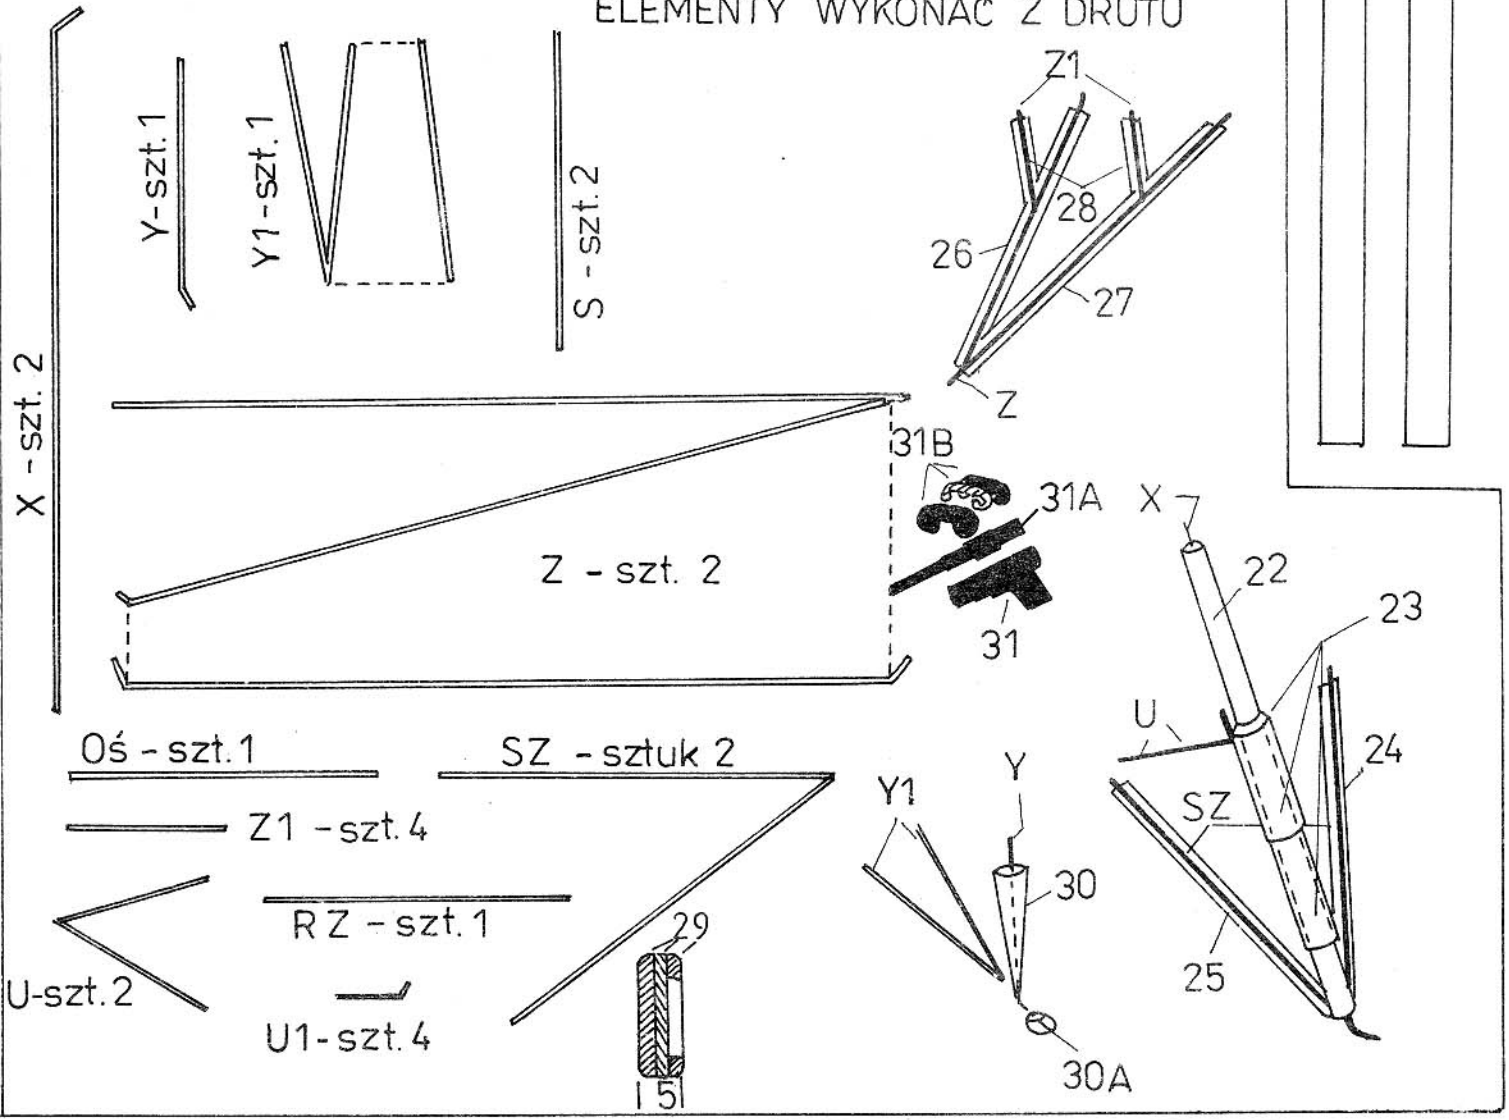 ELEMENTY WYKONAĆ Z DRUTU
X - szt. 2
Y-szt.1
Y1-szt.1
S - szt. 2
Z1
28
26
27
Z
31B
31A
31
Z - szt. 2
X
22
23
U
24
SZ
25
Oś - szt.1
SZ - sztuk 2
Z1 - szt. 4
RZ - szt.1
U-szt.2
U1- szt. 4
29
5
Y1
Y
30
30A